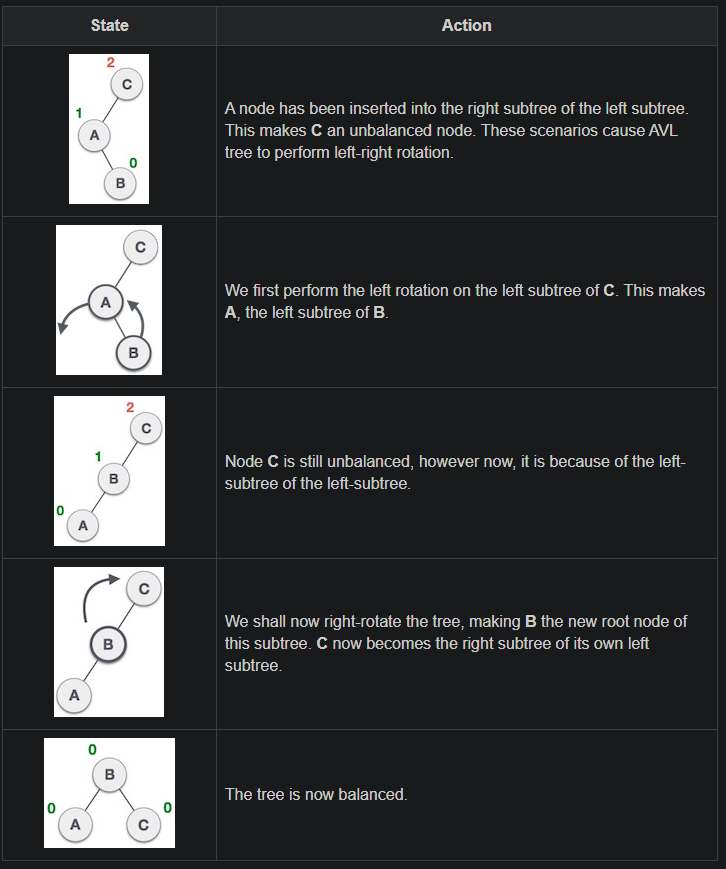 State
Action
2
C
1
A
0
B
A node has been inserted into the right subtree of the left subtree.
This makes C an unbalanced node. These scenarios cause AVL
tree to perform left-right rotation.
C
A
B
We first perform the left rotation on the left subtree of C. This makes
A, the left subtree of B.
2
C
1
B
0
A
Node C is still unbalanced, however now, it is because of the left-
subtree of the left-subtree.
C
B
A
We shall now right-rotate the tree, making B the new root node of
this subtree. C now becomes the right subtree of its own left
subtree.
0
B
0
0
A
C
The tree is now balanced.